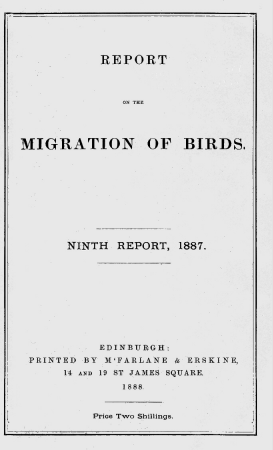 REPORT
ON THE
MIGRATION OF BIRDS.
NINTH REPORT, 1887.
EDINBURGH:
PRINTED BY M‘FARLANE & ERSKINE,
14 AND 19 ST JAMES SQUARE.
1888.
Price Two Shillings.